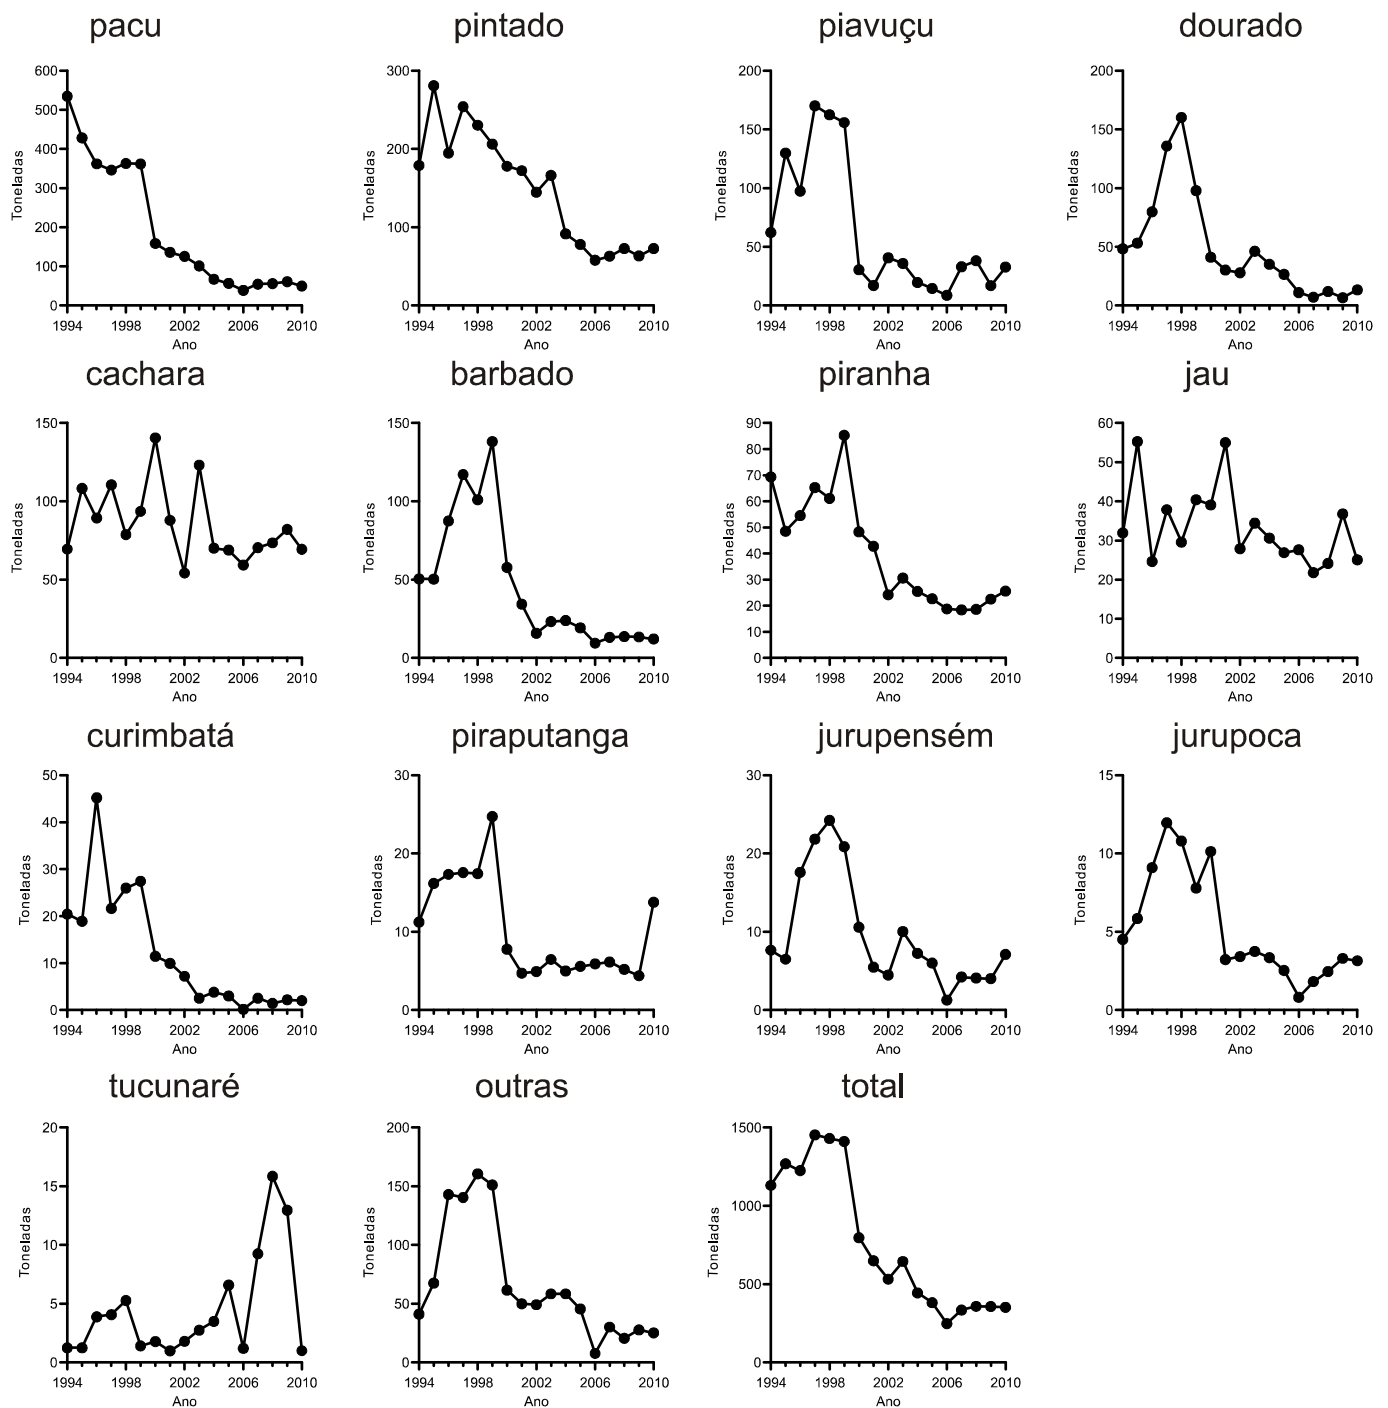 pacu
600
500
400
300
200
100
0
Toneladas
1994 1998 2002 2006 2010
Ano
pintado
300
200
100
0
Toneladas
1994 1998 2002 2006 2010
Ano
piavuçu
200
150
100
50
0
Toneladas
1994 1998 2002 2006 2010
Ano
dourado
200
150
100
50
0
Toneladas
1994 1998 2002 2006 2010
Ano
cachara
150
100
50
0
Toneladas
1994 1998 2002 2006 2010
Ano
barbado
150
100
50
0
Toneladas
1994 1998 2002 2006 2010
Ano
piranha
90
80
70
60
50
40
30
20
10
0
Toneladas
1994 1998 2002 2006 2010
Ano
jau
60
50
40
30
20
10
0
Toneladas
1994 1998 2002 2006 2010
Ano
curimbatá
50
40
30
20
10
0
Toneladas
1994 1998 2002 2006 2010
Ano
piraputanga
30
20
10
0
Toneladas
1994 1998 2002 2006 2010
Ano
jurupensém
30
20
10
0
Toneladas
1994 1998 2002 2006 2010
Ano
jurupoca
15
10
5
0
Toneladas
1994 1998 2002 2006 2010
Ano
tucunaré
20
15
10
5
0
Toneladas
1994 1998 2002 2006 2010
Ano
outras
200
150
100
50
0
Toneladas
1994 1998 2002 2006 2010
Ano
total
1500
1000
500
0
Toneladas
1994 1998 2002 2006 2010
Ano